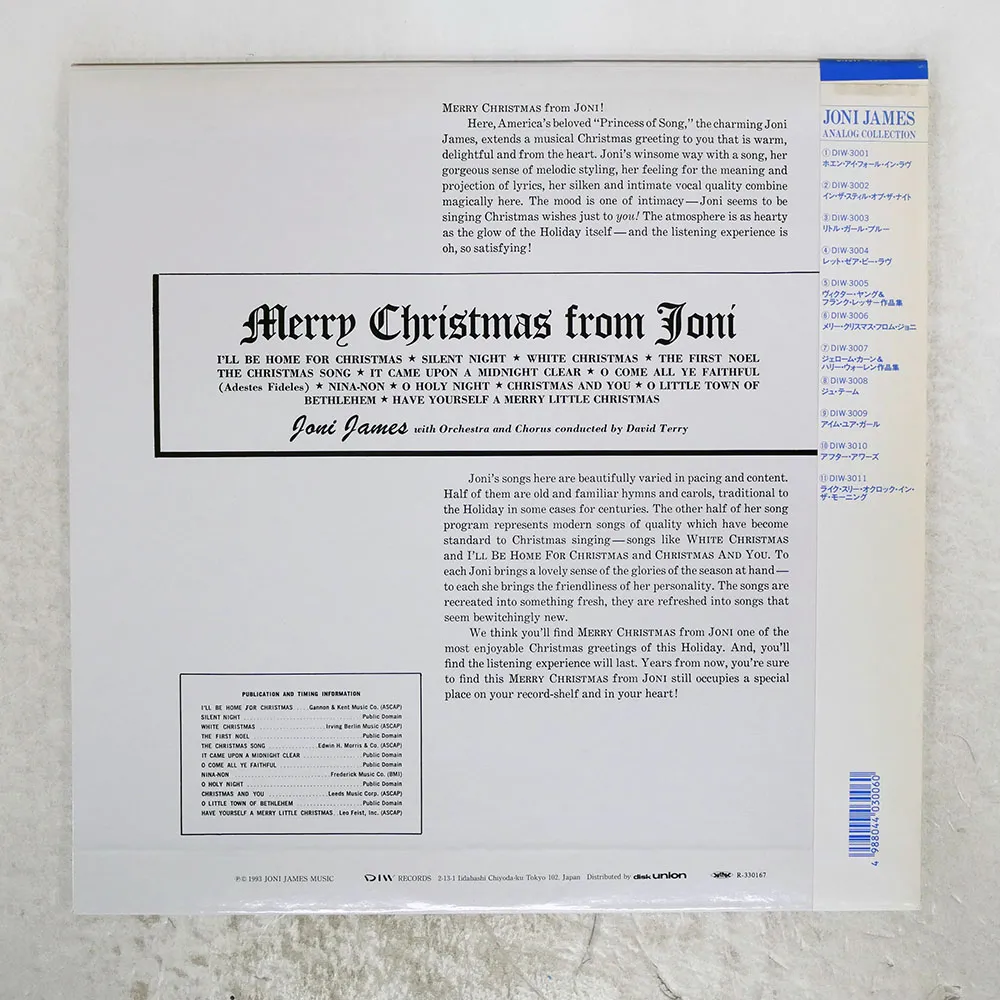 MERRY CHRISTMAS from JONI!
Here, America's beloved "Princess of Song," the charming Joni
James, extends a musical Christmas greeting to you that is warm,
delightful and from the heart. Joni's winsome way with a song, her
gorgeous sense of melodic styling, her feeling for the meaning and
projection of lyrics, her silken and intimate vocal quality combine
magically here. The mood is one of intimacy—Joni seems to be
singing Christmas wishes just to you! The atmosphere is as hearty
as the glow of the Holiday itself—and the listening experience is
oh, so satisfying!
Merry Christmas from Joni
I'LL BE HOME FOR CHRISTMAS ★ SILENT NIGHT ★ WHITE CHRISTMAS ★ THE FIRST NOEL
THE CHRISTMAS SONG ★ IT CAME UPON A MIDNIGHT CLEAR ★ O COME ALL YE FAITHFUL
(Adestes Fideles) ★ NINA-NON ★ O HOLY NIGHT ★ CHRISTMAS AND YOU ★ O LITTLE TOWN OF
BETHLEHEM ★ HAVE YOURSELF A MERRY LITTLE CHRISTMAS
Joni James with Orchestra and Chorus conducted by David Terry
Joni's songs here are beautifully varied in pacing and content.
Half of them are old and familiar hymns and carols, traditional to
the Holiday in some cases for centuries. The other half of her song
program represents modern songs of quality which have become
standard to Christmas singing—songs like WHITE CHRISTMAS
and I'LL BE HOME FOR CHRISTMAS and CHRISTMAS AND YOU. To
each Joni brings a lovely sense of the glories of the season at hand—
to each she brings the friendliness of her personality. The songs are
recreated into something fresh, they are refreshed into songs that
seem bewitchingly new.
We think you'll find MERRY CHRISTMAS from JONI one of the
most enjoyable Christmas greetings of this Holiday. And, you'll
find the listening experience will last. Years from now, you're sure
to find this MERRY CHRISTMAS from JONI still occupies a special
place on your record-shelf and in your heart!
PUBLICATION AND TIMING INFORMATION
I'LL BE HOME FOR CHRISTMAS ....Gannon & Kent Music Co. (ASCAP)
SILENT NIGHT ........ Public Domain
WHITE CHRISTMAS ........ Irving Berlin Music (ASCAP)
THE FIRST NOEL ........ Public Domain
THE CHRISTMAS SONG ........ Edwin H. Morris & Co. (ASCAP)
IT CAME UPON A MIDNIGHT CLEAR ........ Public Domain
O COME ALL YE FAITHFUL ........ Public Domain
NINA-NON ........ Frederick Music Co. (BMI)
O HOLY NIGHT ........ Public Domain
CHRISTMAS AND YOU ........ Leeds Music Corp. (ASCAP)
O LITTLE TOWN OF BETHLEHEM ........ Public Domain
HAVE YOURSELF A MERRY LITTLE CHRISTMAS ..Leo Feist, Inc. (ASCAP)
℗© 1993 JONI JAMES MUSIC DIW RECORDS 2-13-1 Iidabashi Chiyoda-ku Tokyo 102. Japan Distributed by disk union R-330167
JONI JAMES
ANALOG COLLECTION
①DIW-3001
ホエン・アイ・フォール・イン・ラヴ
②DIW-3002
イン・ザ・スティル・オブ・ザ・ナイト
③DIW-3003
リトル・ガール・ブルー
④DIW-3004
レット・ゼア・ビー・ラヴ
⑤DIW-3005
ヴィクター・ヤング&
フランク・レッサー作品集
⑥DIW-3006
メリー・クリスマス・フロム・ジョニ
⑦DIW-3007
ジェローム・カーン&
ハリー・ウォーレン作品集
⑧DIW-3008
ジュ・テーム
⑨DIW-3009
アイム・ユア・ガール
⑩DIW-3010
アフター・アワーズ
⑪DIW-3011
ライク・スリー・オクロック・イン・
ザ・モーニング
4 988044 030060